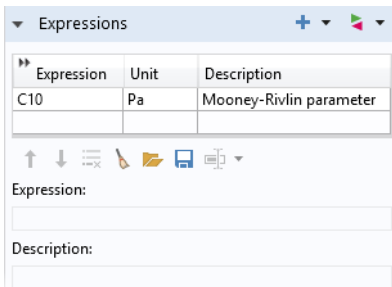 Expressions
Expression Unit Description
C10 Pa Mooney-Rivlin parameter
Expression:
Description: